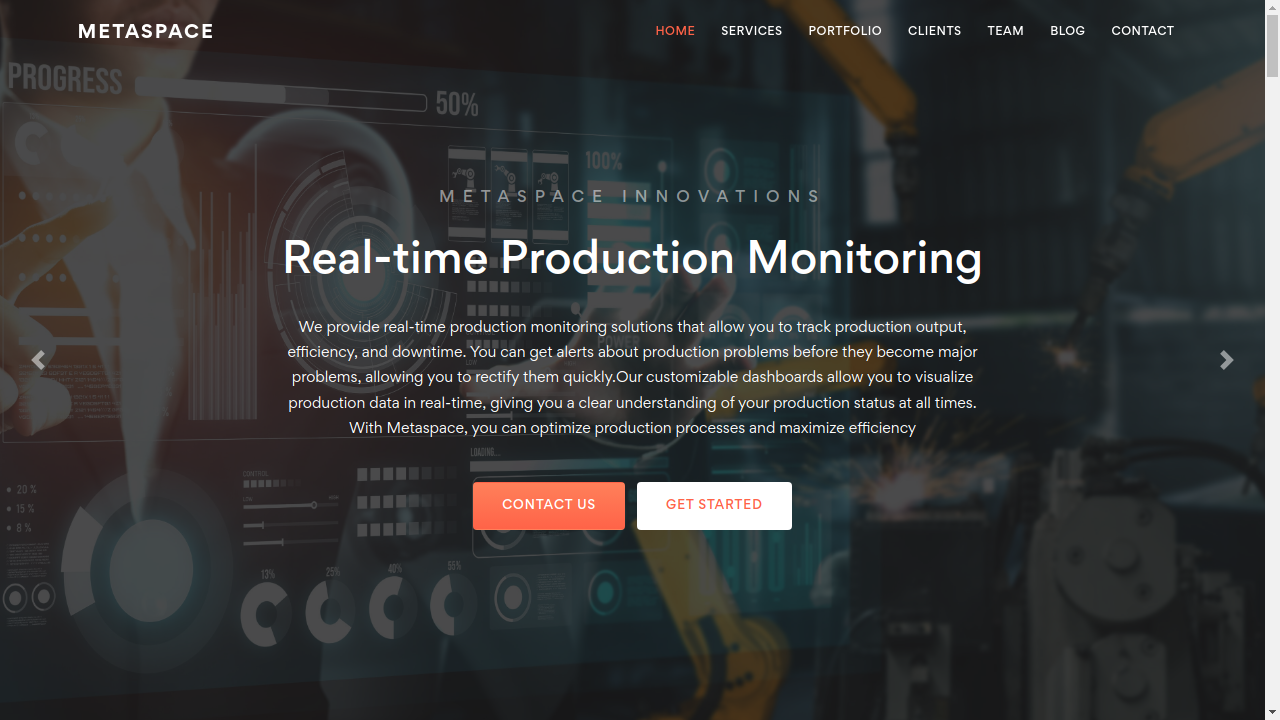 METASPACE
HOME SERVICES PORTFOLIO CLIENTS TEAM BLOG CONTACT
PROGRESS
50%
100%
METASPACE INNOVATIONS
Real-time Production Monitoring
We provide real-time production monitoring solutions that allow you to track production output,
efficiency, and downtime. You can get alerts about production problems before they become major
problems, allowing you to rectify them quickly.Our customizable dashboards allow you to visualize
production data in real-time, giving you a clear understanding of your production status at all times.
With Metaspace, you can optimize production processes and maximize efficiency
POWER
LOADING...
CONTROL
LOW
20 %
15 %
8 %
CONTACT US GET STARTED
13% 25% 40% 55%